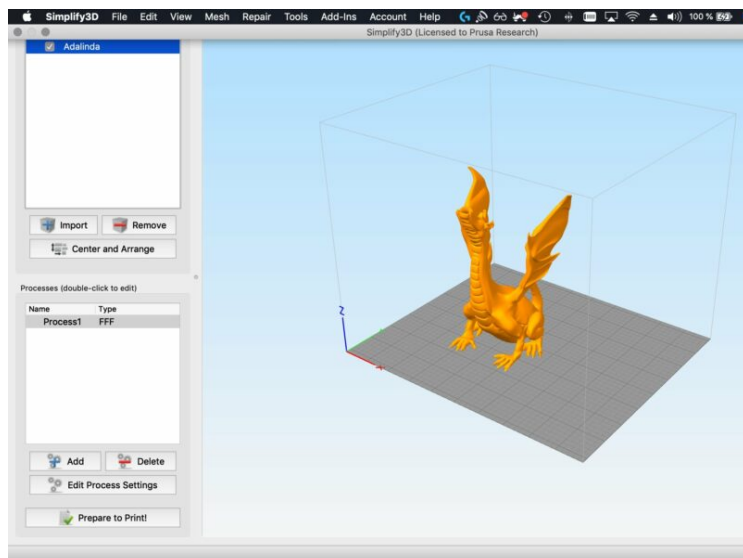 Simplify3D File Edit View Mesh Repair Tools Add-Ins Account Help 100 %
Simplify3D (Licensed to Prusa Research)
Adalinda
Import Remove
Center and Arrange
Processes (double-click to edit)
Name Type
Process1 FFF
Add Delete
Edit Process Settings
Prepare to Print!
Z